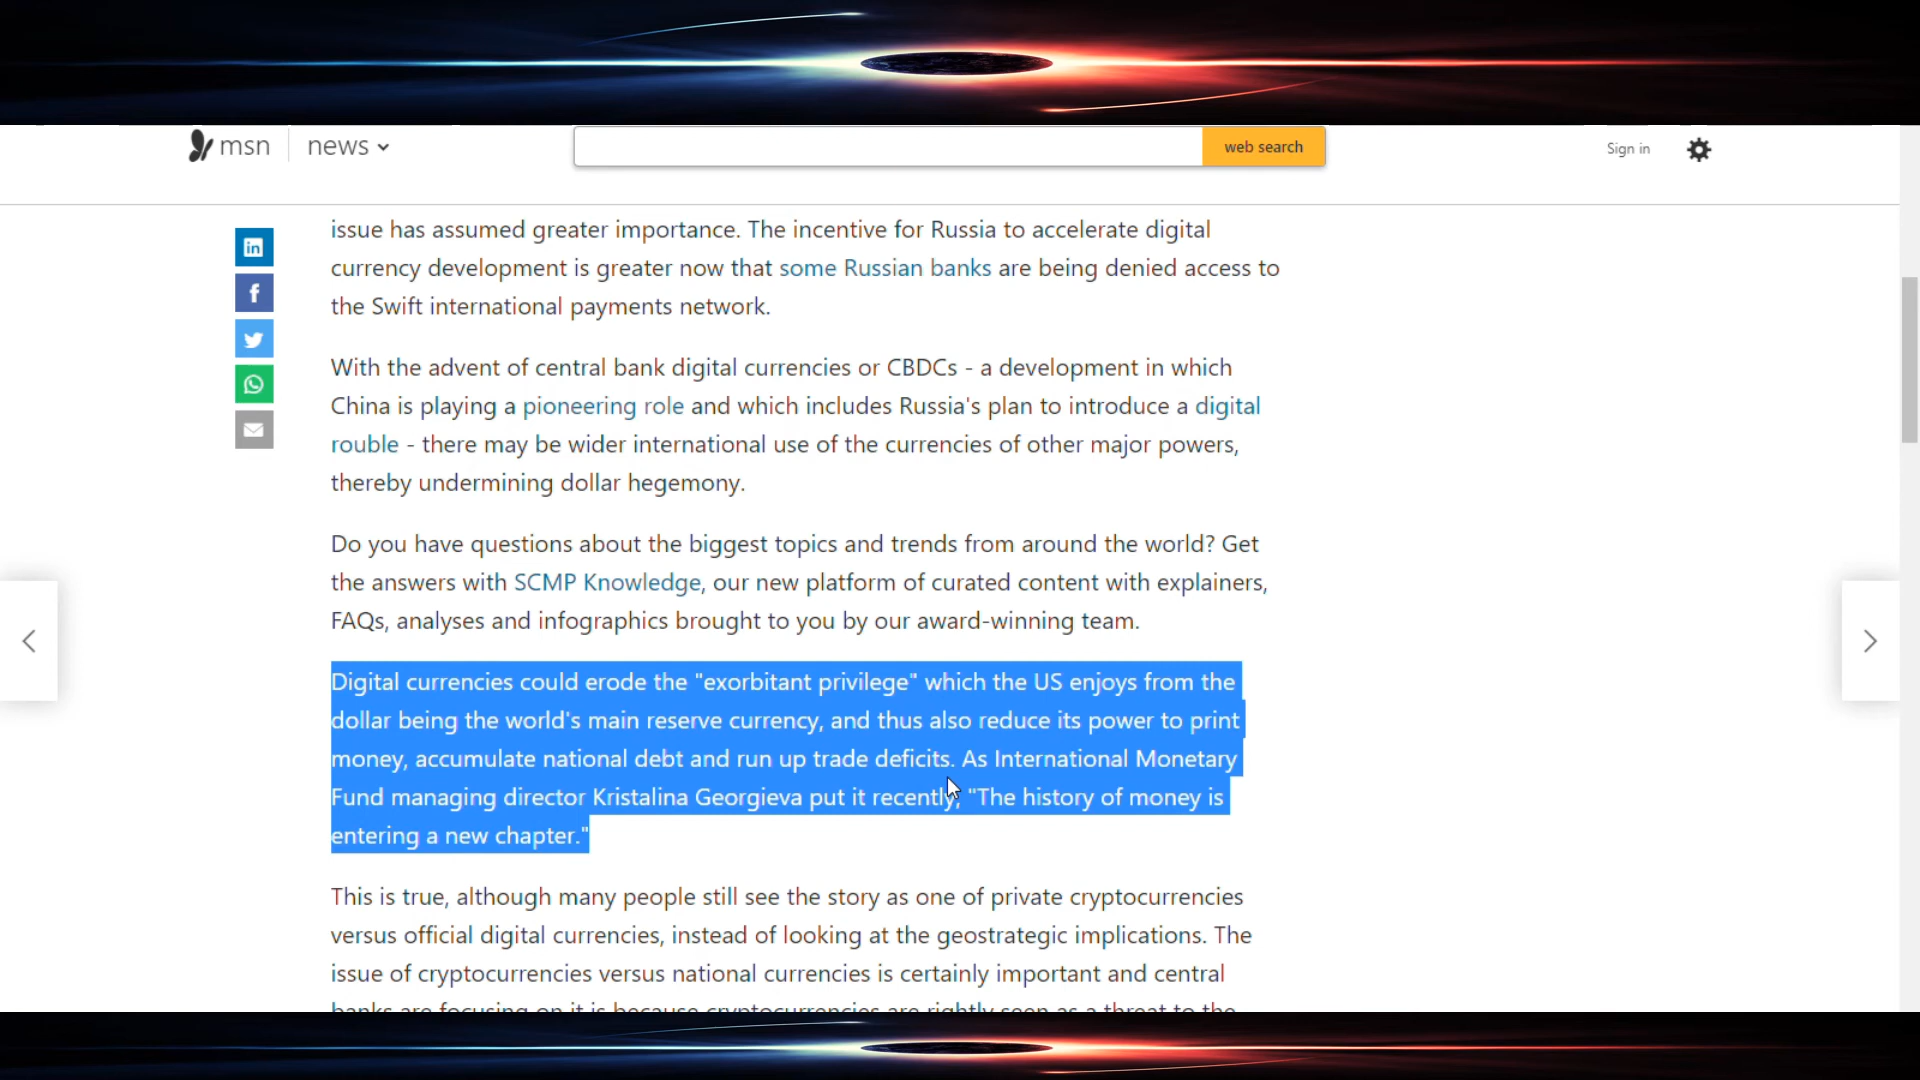 msn
news
web search
Sign in
issue has assumed greater importance. The incentive for Russia to accelerate digital
currency development is greater now that some Russian banks are being denied access to
the Swift international payments network.
With the advent of central bank digital currencies or CBDCs - a development in which
China is playing a pioneering role and which includes Russia's plan to introduce a digital
rouble - there may be wider international use of the currencies of other major powers,
thereby undermining dollar hegemony.
Do you have questions about the biggest topics and trends from around the world? Get
the answers with SCMP Knowledge, our new platform of curated content with explainers,
FAQs, analyses and infographics brought to you by our award-winning team.
Digital currencies could erode the "exorbitant privilege" which the US enjoys from the
dollar being the world's main reserve currency, and thus also reduce its power to print
money, accumulate national debt and run up trade deficits. As International Monetary
Fund managing director Kristalina Georgieva put it recently, "The history of money is
entering a new chapter."
This is true, although many people still see the story as one of private cryptocurrencies
versus official digital currencies, instead of looking at the geostrategic implications. The
issue of cryptocurrencies versus national currencies is certainly important and central
banks are focusing on it is because cryptocurrencies are rightly seen as a threat to the